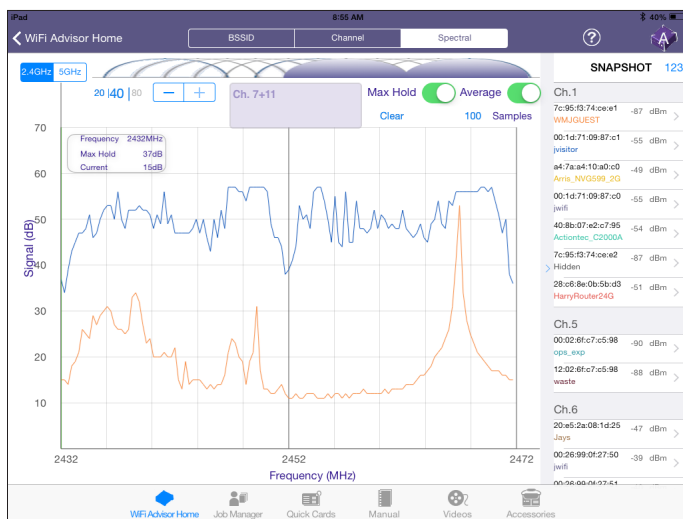 iPad 8:55 AM 40%
WiFi Advisor Home BSSID Channel Spectral ? A
2.4GHz 5GHz
SNAPSHOT 123
20 |40 |80 − + Ch. 7+11 Max Hold Average
Clear 100 Samples
Frequency 2432MHz
Max Hold 37dB
Current 15dB
Signal (dB)
70
60
50
40
30
20
10
2432 2452 2472
Frequency (MHz)
Ch.1
7c:95:f3:74:ce:e1 -87 dBm
WMJGUEST
00:1d:71:09:87:c1 -55 dBm
jvisitor
a4:7a:a4:10:a0:c0 -49 dBm
Arris_NVG599_2G
00:1d:71:09:87:c0 -55 dBm
jwifi
40:8b:07:e2:c7:95 -54 dBm
Actiontec_C2000A
7c:95:f3:74:ce:e2 -87 dBm
Hidden
28:c6:8e:0b:5b:d3 -51 dBm
HarryRouter24G
Ch.5
00:02:6f:c7:c5:98 -90 dBm
ops_exp
12:02:6f:c7:c5:98 -88 dBm
waste
Ch.6
20:e5:2a:08:1d:25 -47 dBm
Jays
00:26:99:0f:27:50 -39 dBm
jwifi
00:26:99:0f:27:51
WiFi Advisor Home Job Manager Quick Cards Manual Videos Accessories